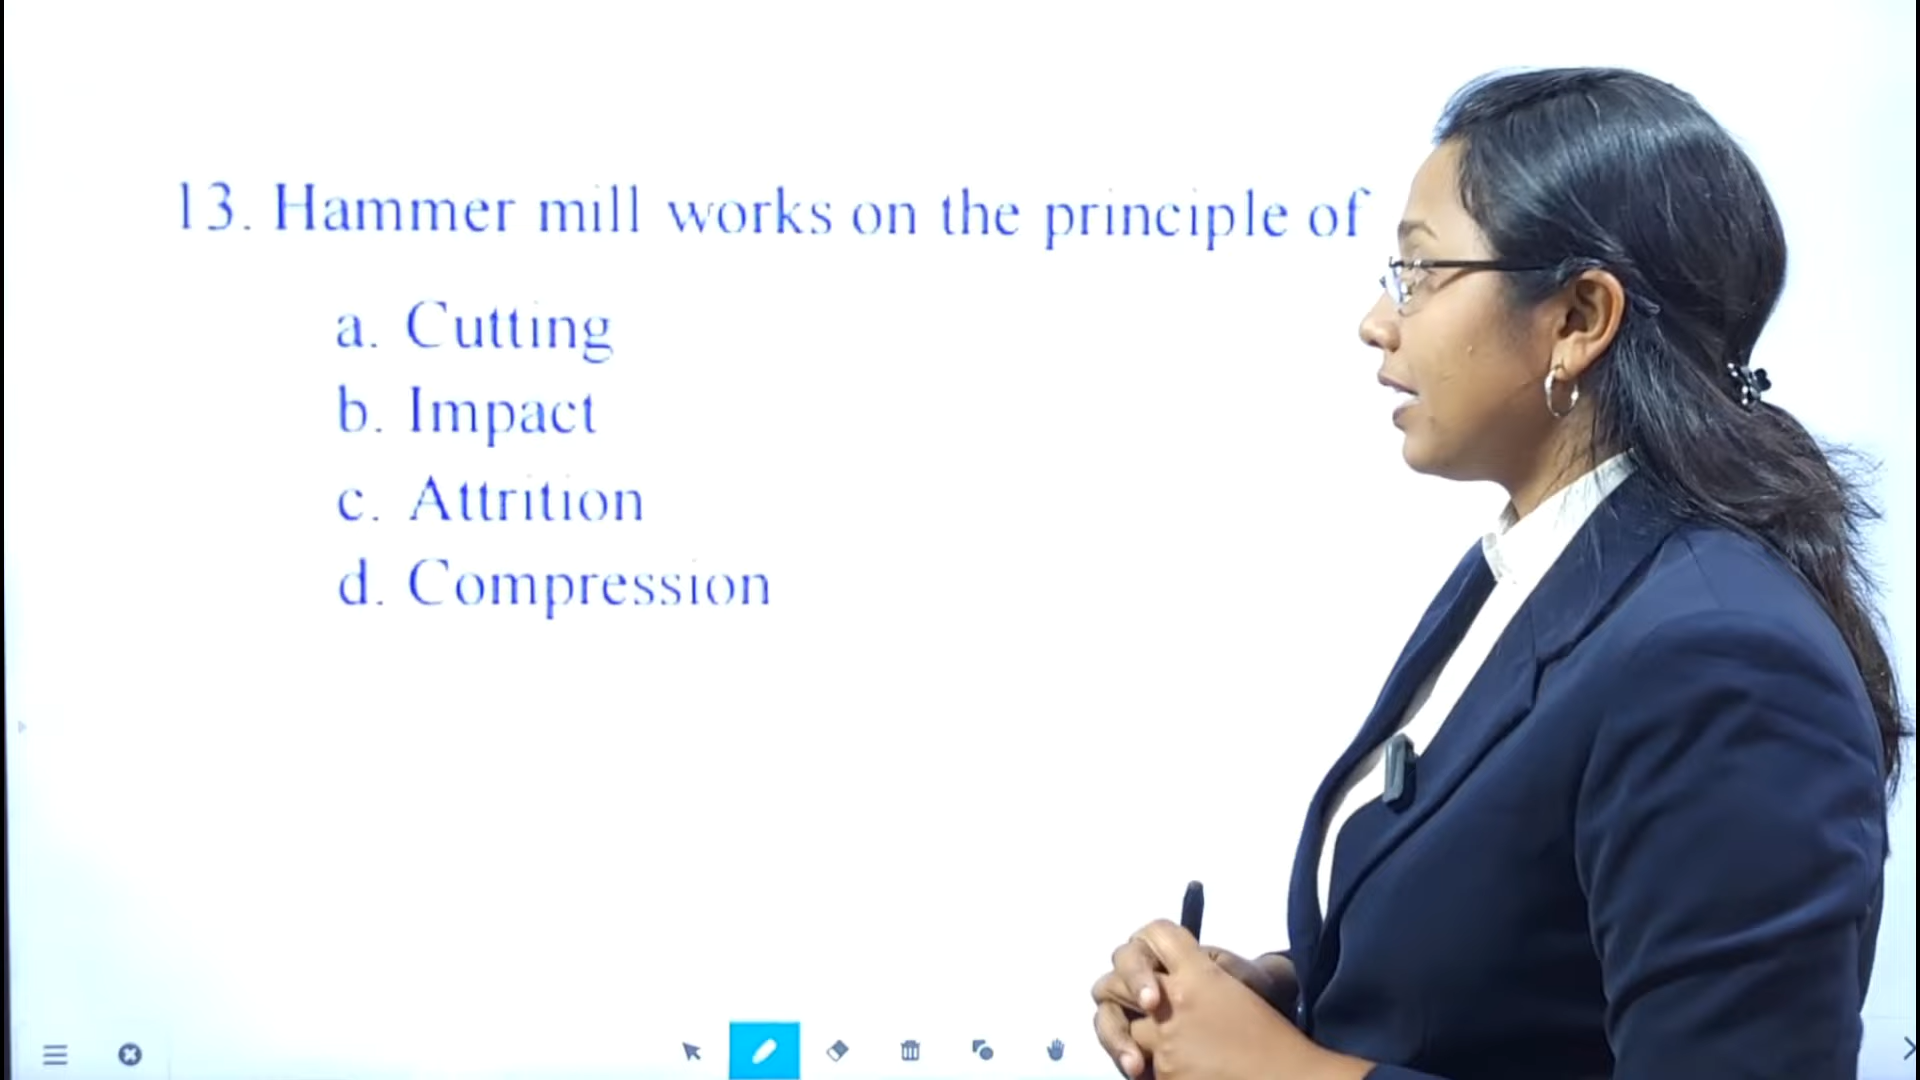 13. Hammer mill works on the principle of
a. Cutting
b. Impact
c. Attrition
d. Compression